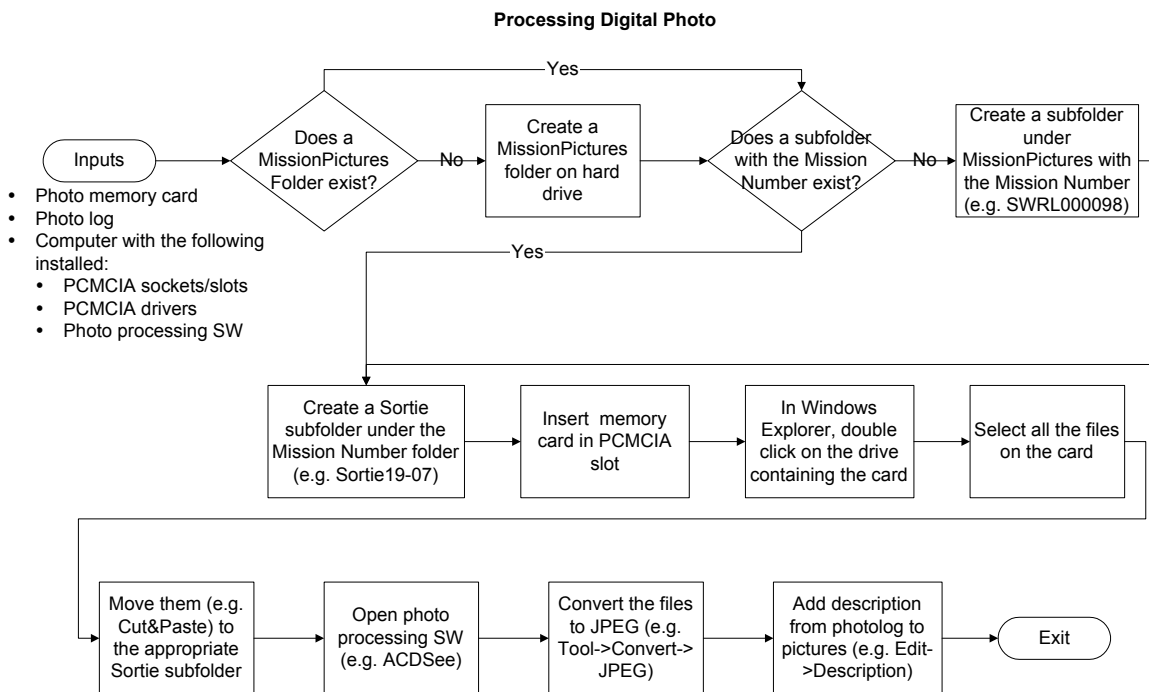 Processing Digital Photo
Yes
Inputs
Does a
MissionPictures
Folder exist?
No
Create a
MissionPictures
folder on hard
drive
Does a subfolder
with the Mission
Number exist?
No
Create a subfolder
under
MissionPictures with
the Mission Number
(e.g. SWRL000098)
• Photo memory card
• Photo log
• Computer with the following
installed:
• PCMCIA sockets/slots
• PCMCIA drivers
• Photo processing SW
Yes
Create a Sortie
subfolder under the
Mission Number folder
(e.g. Sortie19-07)
Insert memory
card in PCMCIA
slot
In Windows
Explorer, double
click on the drive
containing the card
Select all the files
on the card
Move them (e.g.
Cut&Paste) to
the appropriate
Sortie subfolder
Open photo
processing SW
(e.g. ACDSee)
Convert the files
to JPEG (e.g.
Tool->Convert->
JPEG)
Add description
from photolog to
pictures (e.g. Edit-
>Description)
Exit